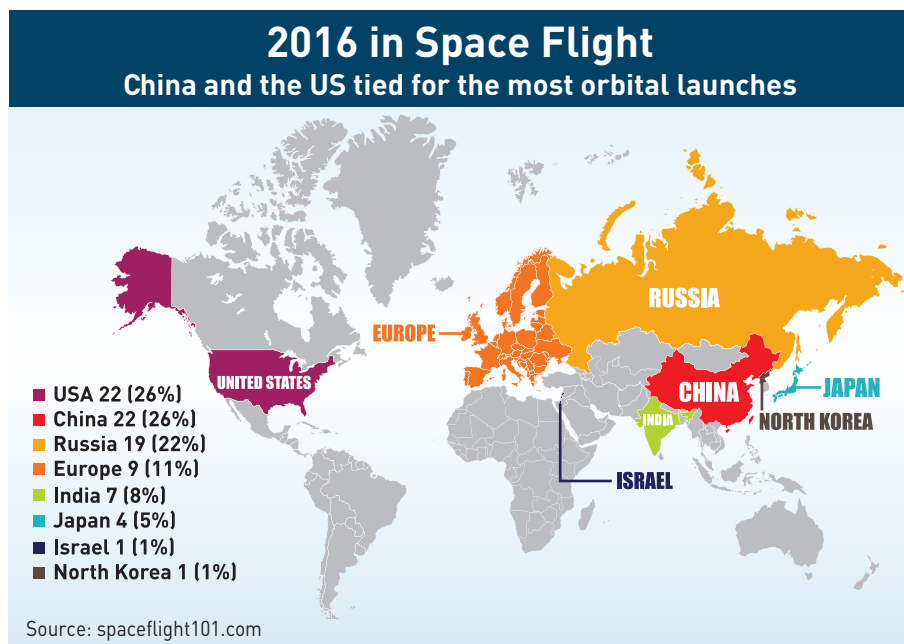 2016 in Space Flight
China and the US tied for the most orbital launches
RUSSIA
EUROPE
UNITED STATES
CHINA
JAPAN
INDIA
NORTH KOREA
ISRAEL
USA 22 (26%)
China 22 (26%)
Russia 19 (22%)
Europe 9 (11%)
India 7 (8%)
Japan 4 (5%)
Israel 1 (1%)
North Korea 1 (1%)
Source: spaceflight101.com